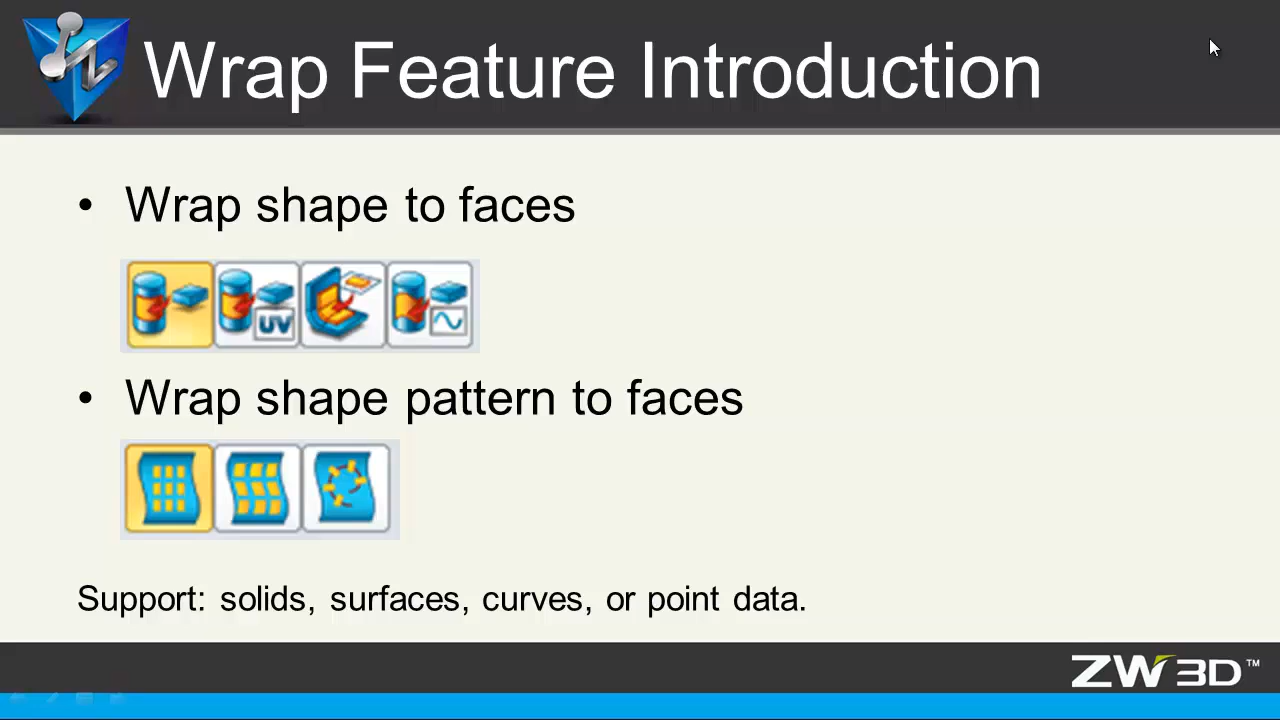 Wrap Feature Introduction
• Wrap shape to faces
UV
• Wrap shape pattern to faces
Support: solids, surfaces, curves, or point data.
ZW3D™